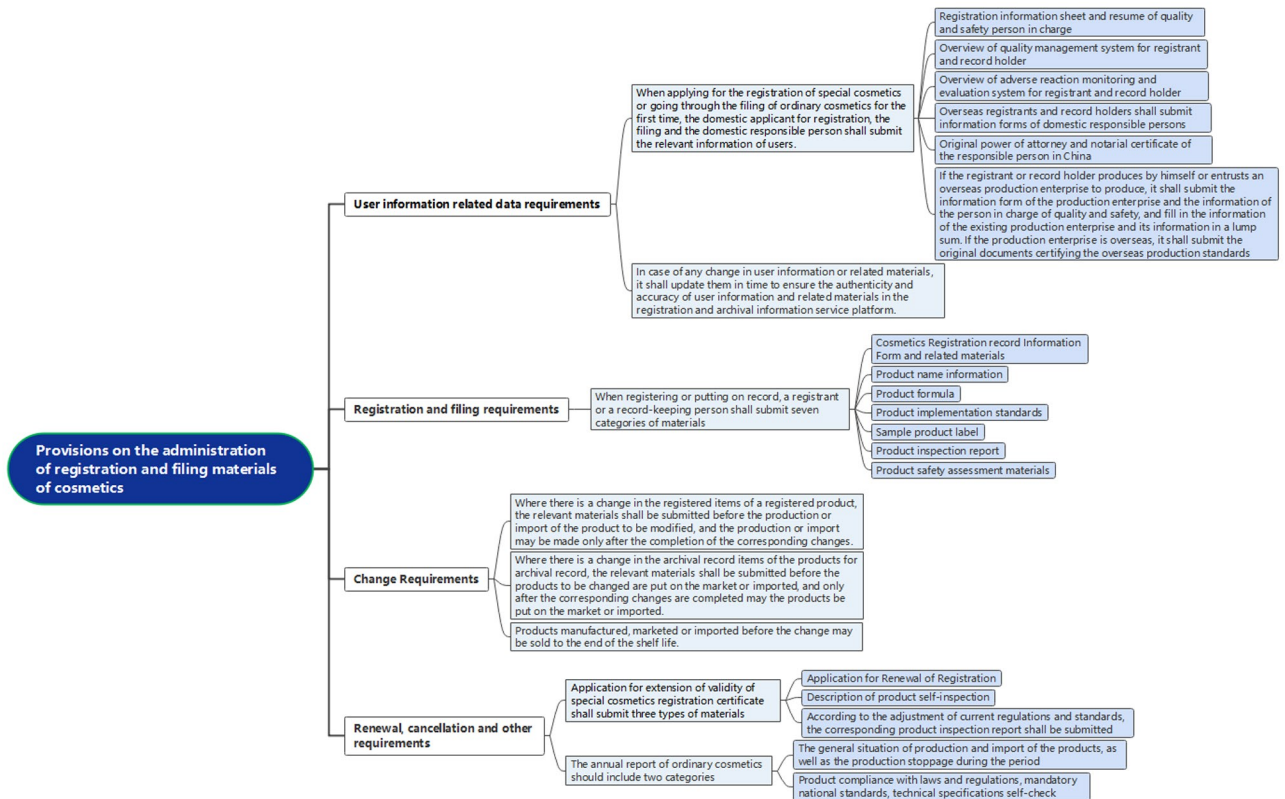 Provisions on the administration
of registration and filing materials
of cosmetics
User information related data requirements
When applying for the registration of special cosmetics
or going through the filing of ordinary cosmetics for the
first time, the domestic applicant for registration, the
filing and the domestic responsible person shall submit
the relevant information of users.
Registration information sheet and resume of quality
and safety person in charge
Overview of quality management system for registrant
and record holder
Overview of adverse reaction monitoring and
evaluation system for registrant and record holder
Overseas registrants and record holders shall submit
information forms of domestic responsible persons
Original power of attorney and notarial certificate of
the responsible person in China
If the registrant or record holder produces by himself or entrusts an
overseas production enterprise to produce, it shall submit the
information form of the production enterprise and the information of
the person in charge of quality and safety, and fill in the information
of the existing production enterprise and its information in a lump
sum. If the production enterprise is overseas, it shall submit the
original documents certifying the overseas production standards
In case of any change in user information or related materials,
it shall update them in time to ensure the authenticity and
accuracy of user information and related materials in the
registration and archival information service platform.
Registration and filing requirements
When registering or putting on record, a registrant
or a record-keeping person shall submit seven
categories of materials
Cosmetics Registration record Information
Form and related materials
Product name information
Product formula
Product implementation standards
Sample product label
Product inspection report
Product safety assessment materials
Change Requirements
Where there is a change in the registered items of a registered product,
the relevant materials shall be submitted before the production or
import of the product to be modified, and the production or import
may be made only after the completion of the corresponding changes.
Where there is a change in the archival record items of the products for
archival record, the relevant materials shall be submitted before the
products to be changed are put on the market or imported, and only
after the corresponding changes are completed may the products be
put on the market or imported.
Products manufactured, marketed or imported before the change may
be sold to the end of the shelf life.
Renewal, cancellation and other
requirements
Application for extension of validity of
special cosmetics registration certificate
shall submit three types of materials
Application for Renewal of Registration
Description of product self-inspection
According to the adjustment of current regulations and standards,
the corresponding product inspection report shall be submitted
The annual report of ordinary cosmetics
should include two categories
The general situation of production and import of the products, as
well as the production stoppage during the period
Product compliance with laws and regulations, mandatory
national standards, technical specifications self-check